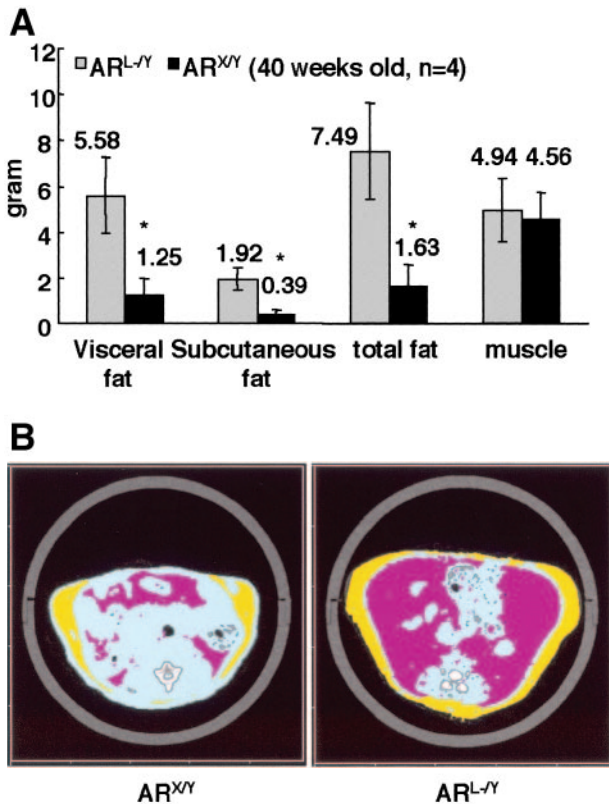 A
12
10
8
6
4
2
0
gram
AR^L-/Y AR^X/Y (40 weeks old, n=4)
5.58
*
1.25
1.92
*
0.39
7.49
*
1.63
4.94 4.56
Visceral fat
Subcutaneous fat
total fat
muscle
B
AR^X/Y
AR^L-/Y